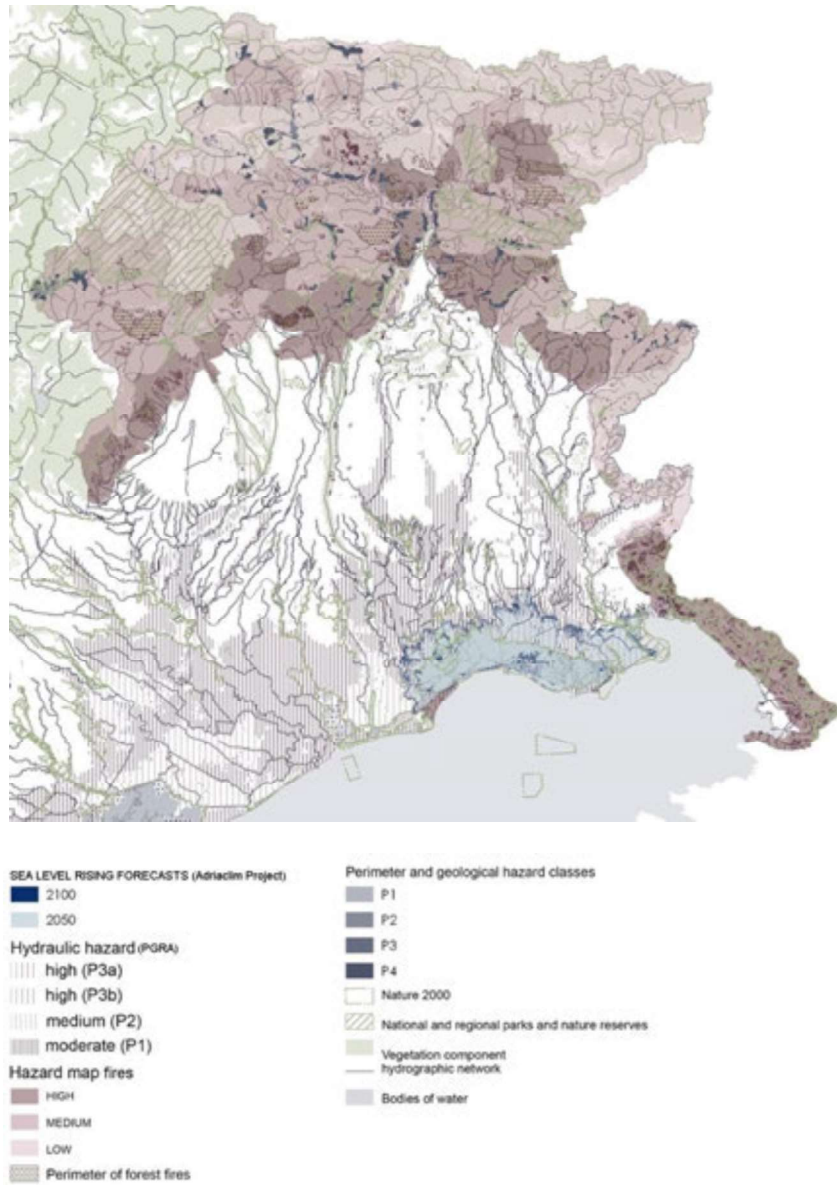 SEA LEVEL RISING FORECASTS (Adriaclim Project)
2100
2050
Hydraulic hazard (PGRA)
high (P3a)
high (P3b)
medium (P2)
moderate (P1)
Hazard map fires
HIGH
MEDIUM
LOW
Perimeter of forest fires
Perimeter and geological hazard classes
P1
P2
P3
P4
Nature 2000
National and regional parks and nature reserves
Vegetation component
hydrographic network
Bodies of water